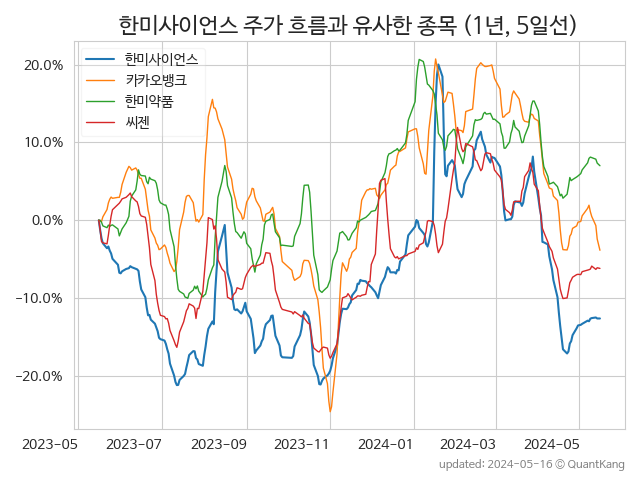 한미사이언스 주가 흐름과 유사한 종목 (1년, 5일선)
한미사이언스
카카오뱅크
한미약품
씨젠
20.0%
10.0%
0.0%
−10.0%
−20.0%
2023-05 2023-07 2023-09 2023-11 2024-01 2024-03 2024-05
updated: 2024-05-16 © QuantKang